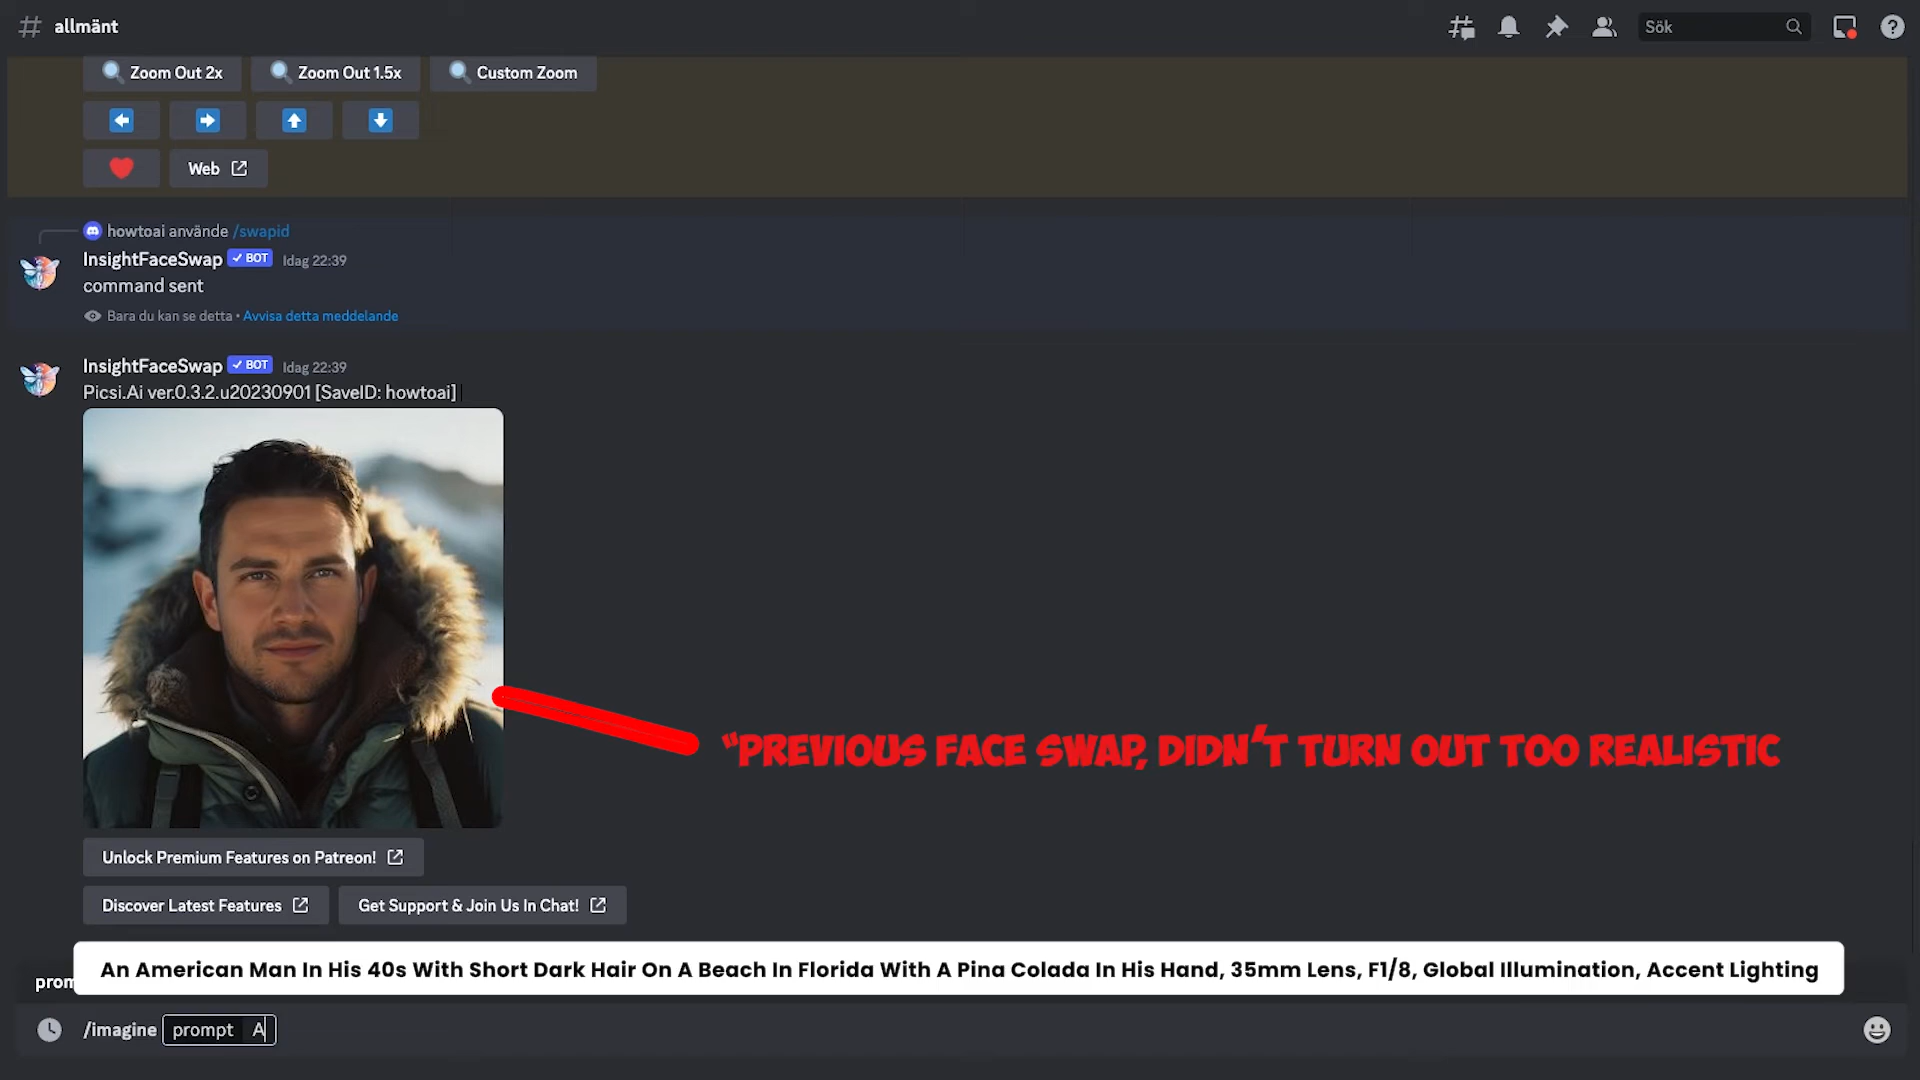 allmänt
Sök
Zoom Out 2x
Zoom Out 1.5x
Custom Zoom
Web
howtoai använde /swapid
InsightFaceSwap ✓ BOT Idag 22:39
command sent
Bara du kan se detta • Avvisa detta meddelande
InsightFaceSwap ✓ BOT Idag 22:39
Picsi.Ai ver.0.3.2.u20230901 [SaveID: howtoai]
"PREVIOUS FACE SWAP, DIDN'T TURN OUT TOO REALISTIC
Unlock Premium Features on Patreon!
Discover Latest Features
Get Support & Join Us In Chat!
An American Man In His 40s With Short Dark Hair On A Beach In Florida With A Pina Colada In His Hand, 35mm Lens, F1/8, Global Illumination, Accent Lighting
/imagine prompt A